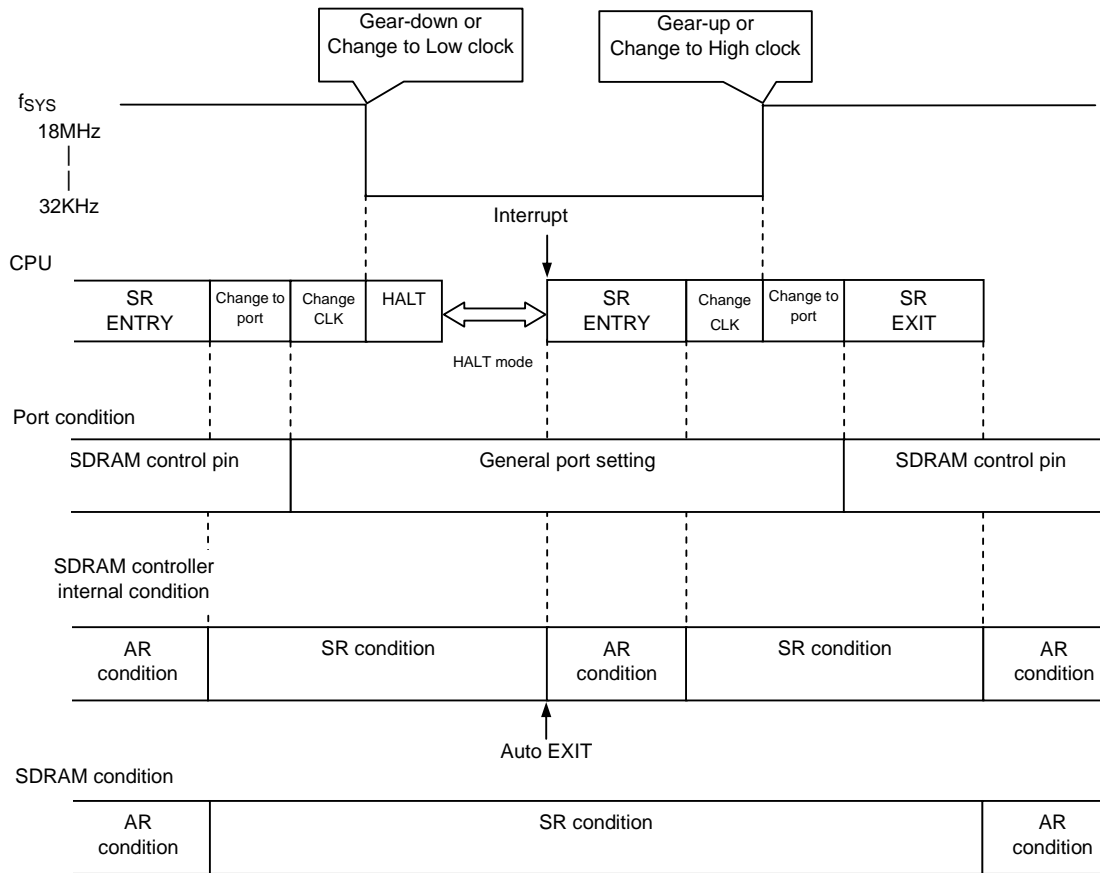 Gear-down or
Change to Low clock
Gear-up or
Change to High clock
fSYS
18MHz
32KHz
Interrupt
CPU
SR
ENTRY
Change to
port
Change
CLK
HALT
HALT mode
SR
ENTRY
Change
CLK
Change to
port
SR
EXIT
Port condition
SDRAM control pin
General port setting
SDRAM control pin
SDRAM controller
internal condition
AR
condition
SR condition
AR
condition
SR condition
AR
condition
Auto EXIT
SDRAM condition
AR
condition
SR condition
AR
condition